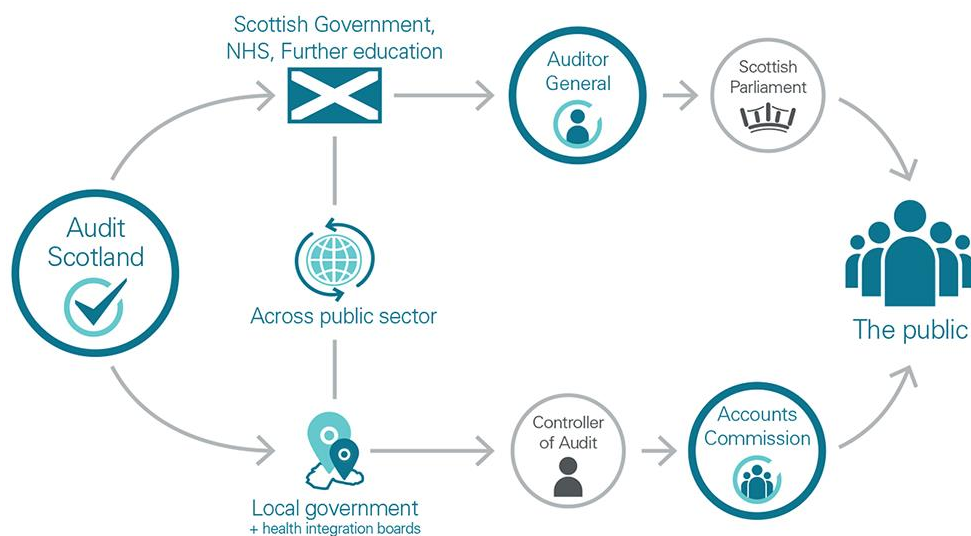 Scottish Government,
NHS, Further education
Auditor
General
Scottish
Parliament
Audit
Scotland
Across public sector
The public
Local government
+ health integration boards
Controller
of Audit
Accounts
Commission